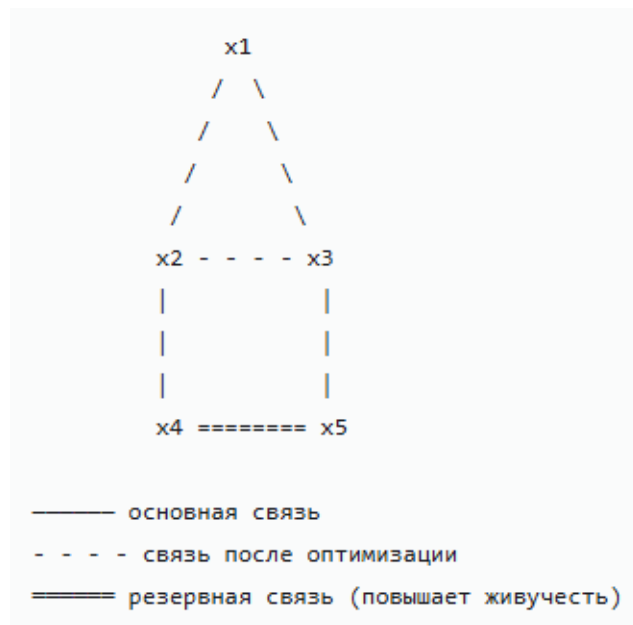 x1
/ \
/ \
/ \
/ \
x2 - - - - x3
| |
| |
| |
x4 ======== x5
—————— основная связь
- - - - связь после оптимизации
══════ резервная связь (повышает живучесть)